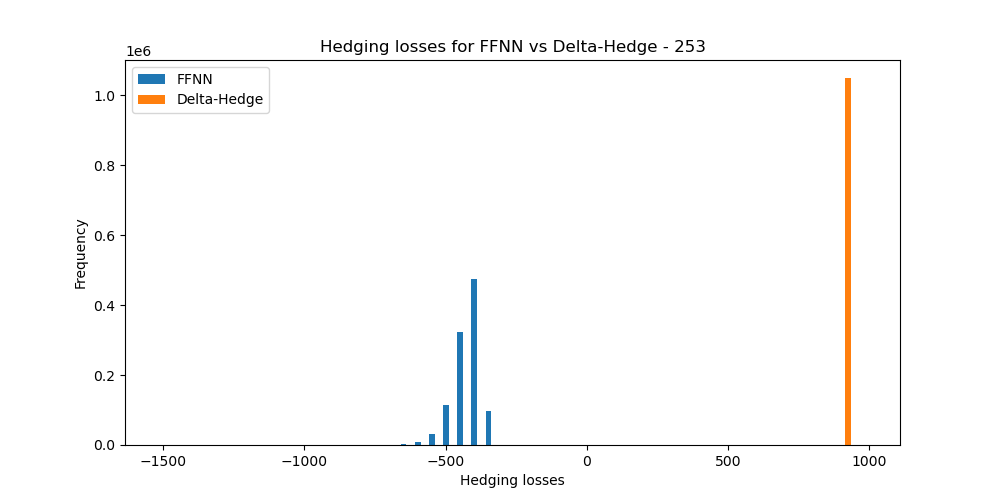 Hedging losses for FFNN vs Delta-Hedge - 253
1e6
FFNN
Delta-Hedge
1.0
0.8
0.6
0.4
0.2
0.0
Frequency
−1500 −1000 −500 0 500 1000
Hedging losses